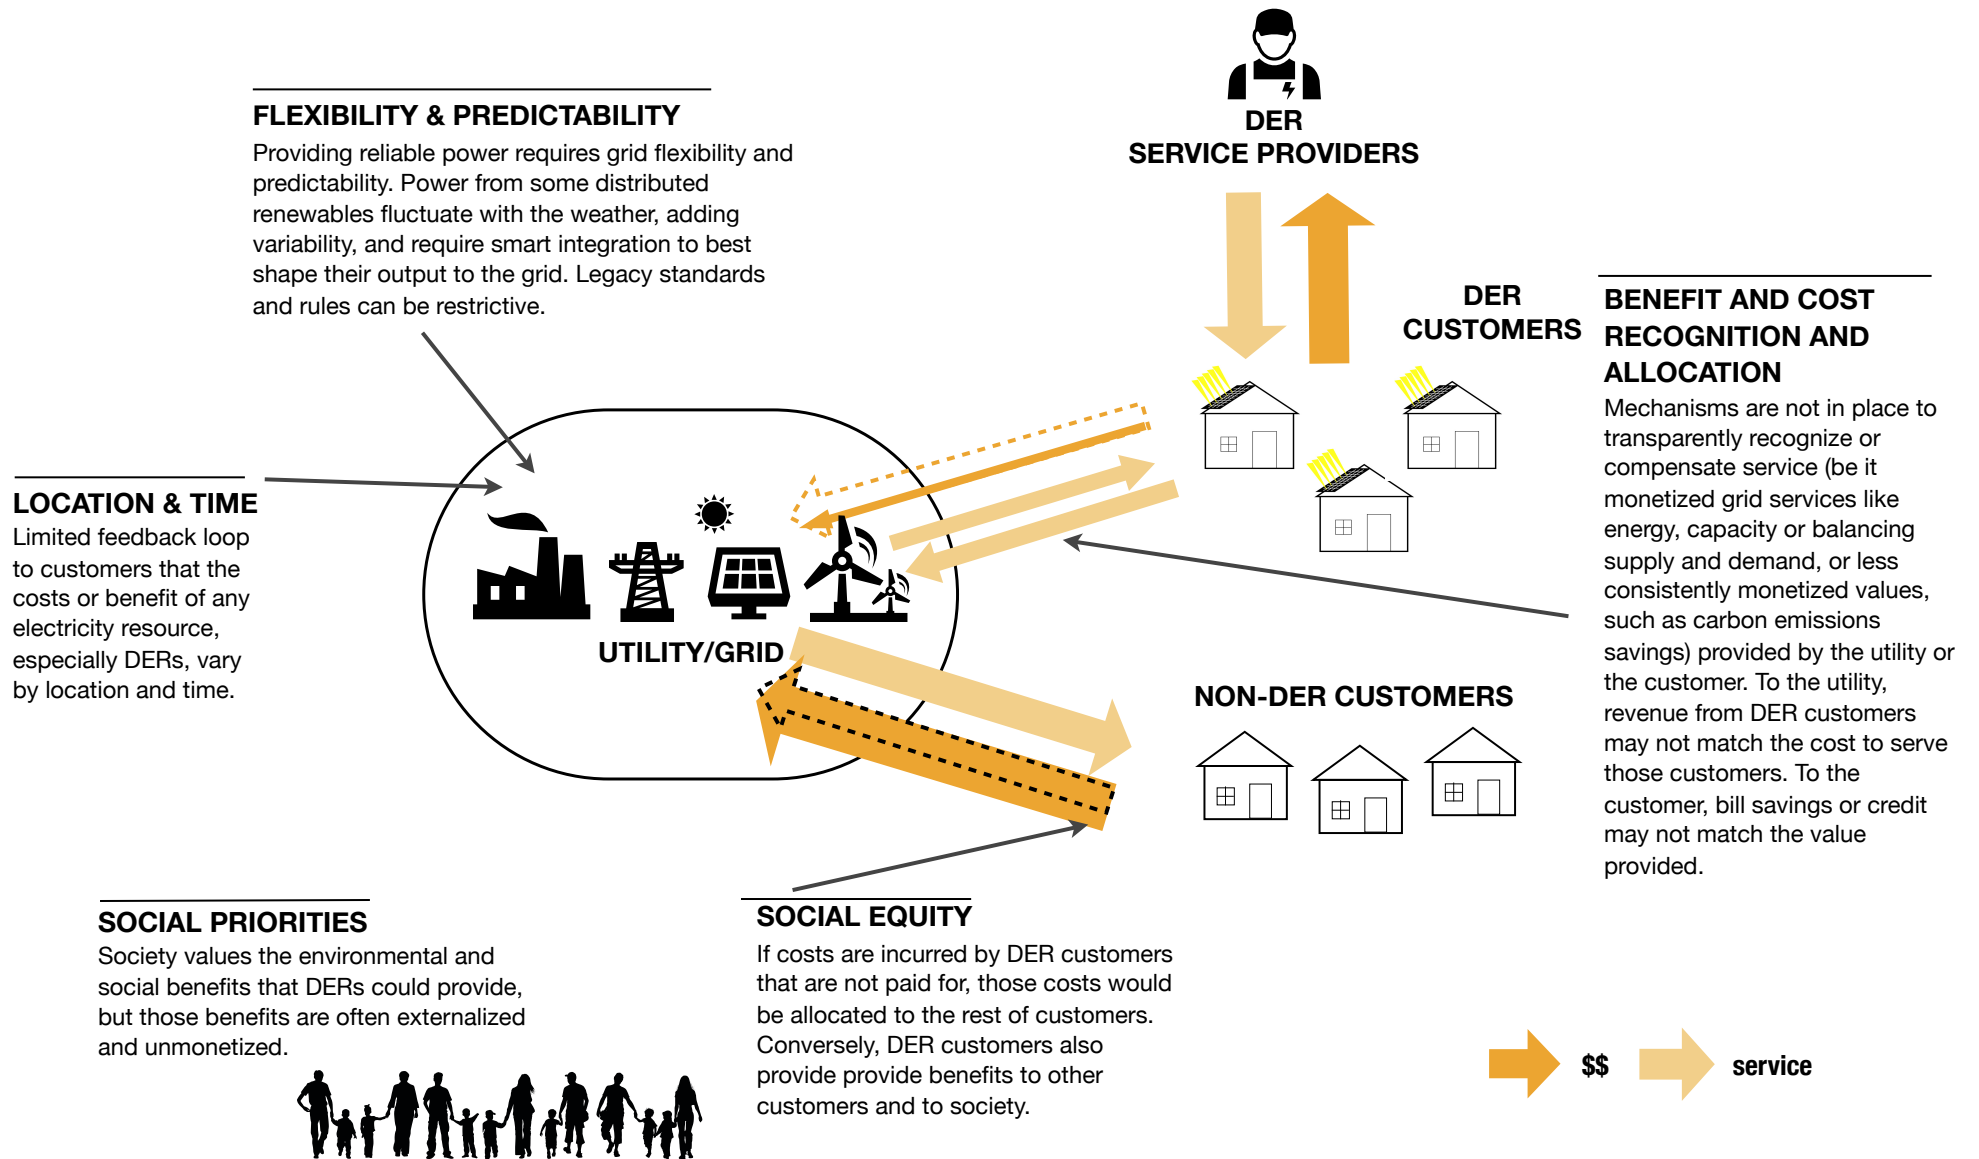 DER
SERVICE PROVIDERS
FLEXIBILITY & PREDICTABILITY
Providing reliable power requires grid flexibility and
predictability. Power from some distributed
renewables fluctuate with the weather, adding
variability, and require smart integration to best
shape their output to the grid. Legacy standards
and rules can be restrictive.
DER
CUSTOMERS
BENEFIT AND COST
RECOGNITION AND
ALLOCATION
Mechanisms are not in place to
transparently recognize or
compensate service (be it
monetized grid services like
energy, capacity or balancing
supply and demand, or less
consistently monetized values,
such as carbon emissions
savings) provided by the utility or
the customer. To the utility,
revenue from DER customers
may not match the cost to serve
those customers. To the
customer, bill savings or credit
may not match the value
provided.
LOCATION & TIME
Limited feedback loop
to customers that the
costs or benefit of any
electricity resource,
especially DERs, vary
by location and time.
UTILITY/GRID
NON-DER CUSTOMERS
SOCIAL PRIORITIES
Society values the environmental and
social benefits that DERs could provide,
but those benefits are often externalized
and unmonetized.
SOCIAL EQUITY
If costs are incurred by DER customers
that are not paid for, those costs would
be allocated to the rest of customers.
Conversely, DER customers also
provide provide benefits to other
customers and to society.
$$
service